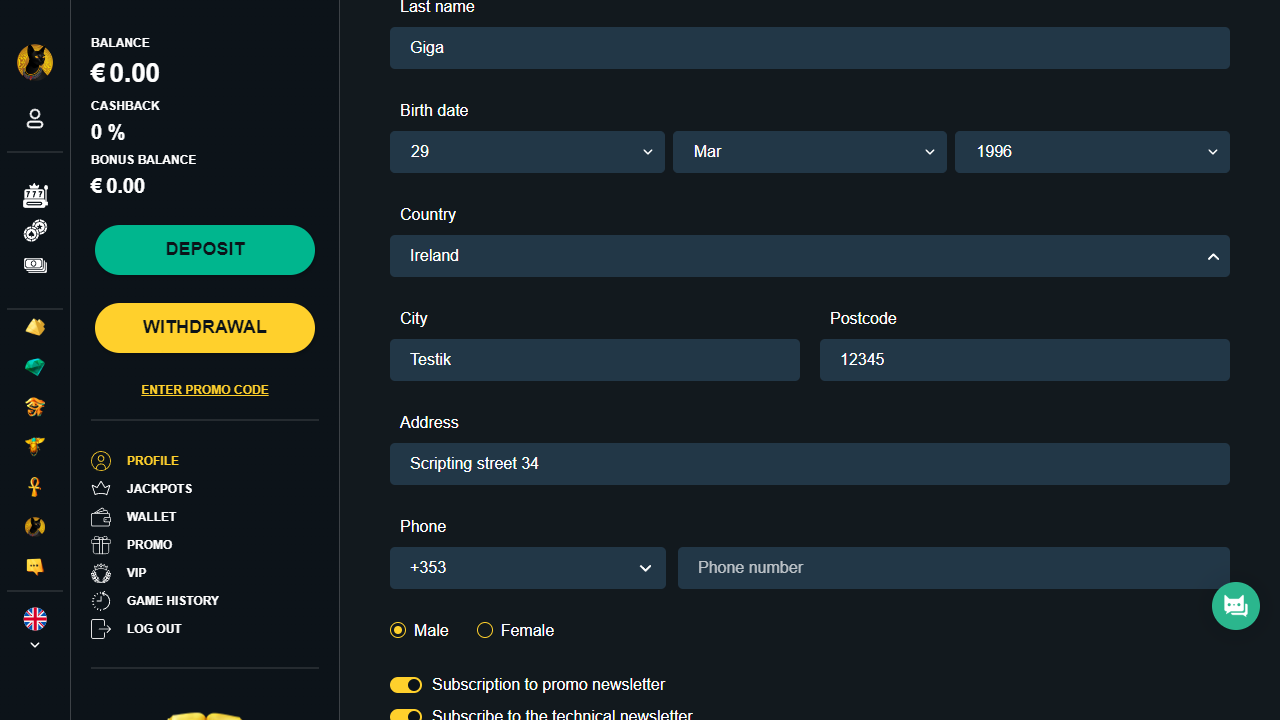 BALANCE
€ 0.00
CASHBACK
0 %
BONUS BALANCE
€ 0.00
DEPOSIT
WITHDRAWAL
ENTER PROMO CODE
PROFILE
JACKPOTS
WALLET
PROMO
VIP
GAME HISTORY
LOG OUT
Last name
Giga
Birth date
29 Mar 1996
Country
Ireland
City Postcode
Testik 12345
Address
Scripting street 34
Phone
+353 Phone number
Male Female
Subscription to promo newsletter
Subscribe to the technical newsletter